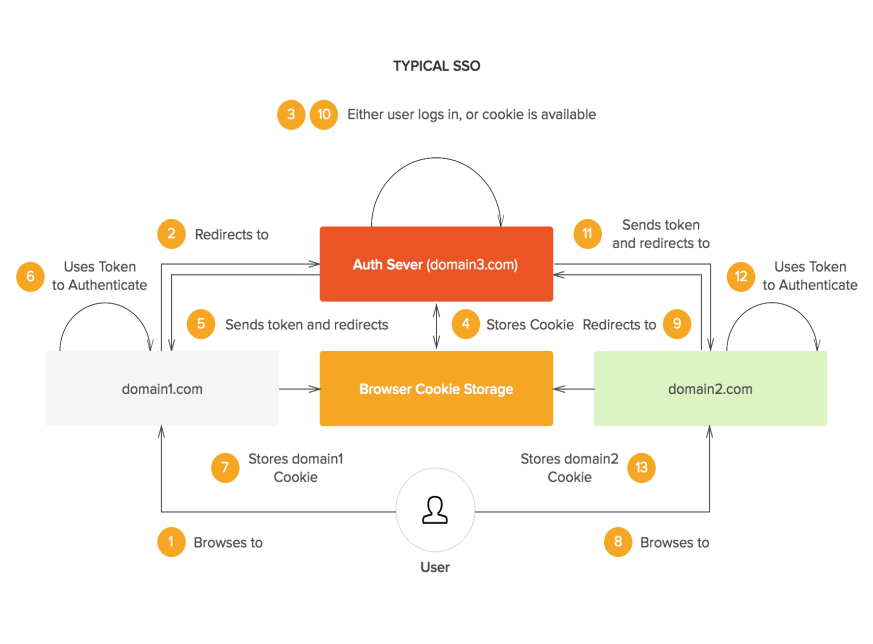 TYPICAL SSO
3 10 Either user logs in, or cookie is available
2 Redirects to
11 Sends token
and redirects to
6 Uses Token
to Authenticate
Auth Sever (domain3.com)
12 Uses Token
to Authenticate
5 Sends token and redirects
4 Stores Cookie
Redirects to 9
domain1.com
Browser Cookie Storage
domain2.com
7 Stores domain1
Cookie
Stores domain2 13
Cookie
1 Browses to
8 Browses to
User